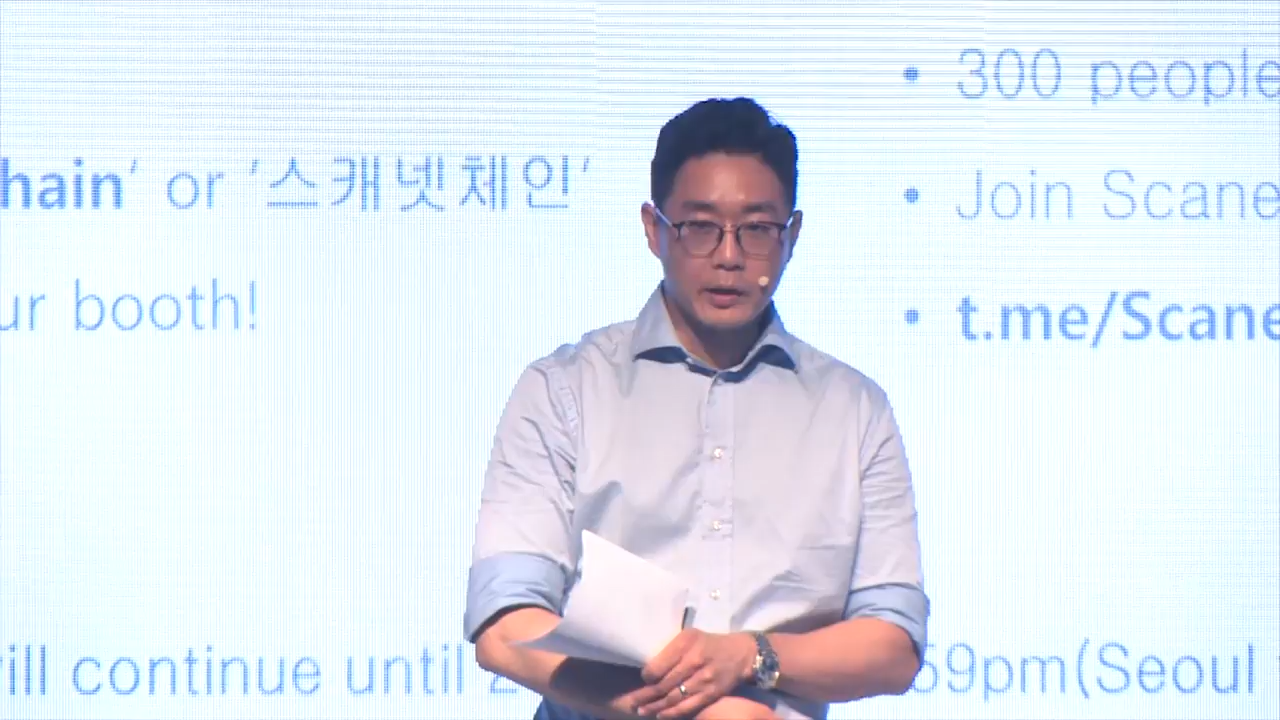 hain' or '스캐넷체인'
ur booth!
ill continue until 2
• 300 people
• Join Scane
• t.me/Scane
59pm(Seoul